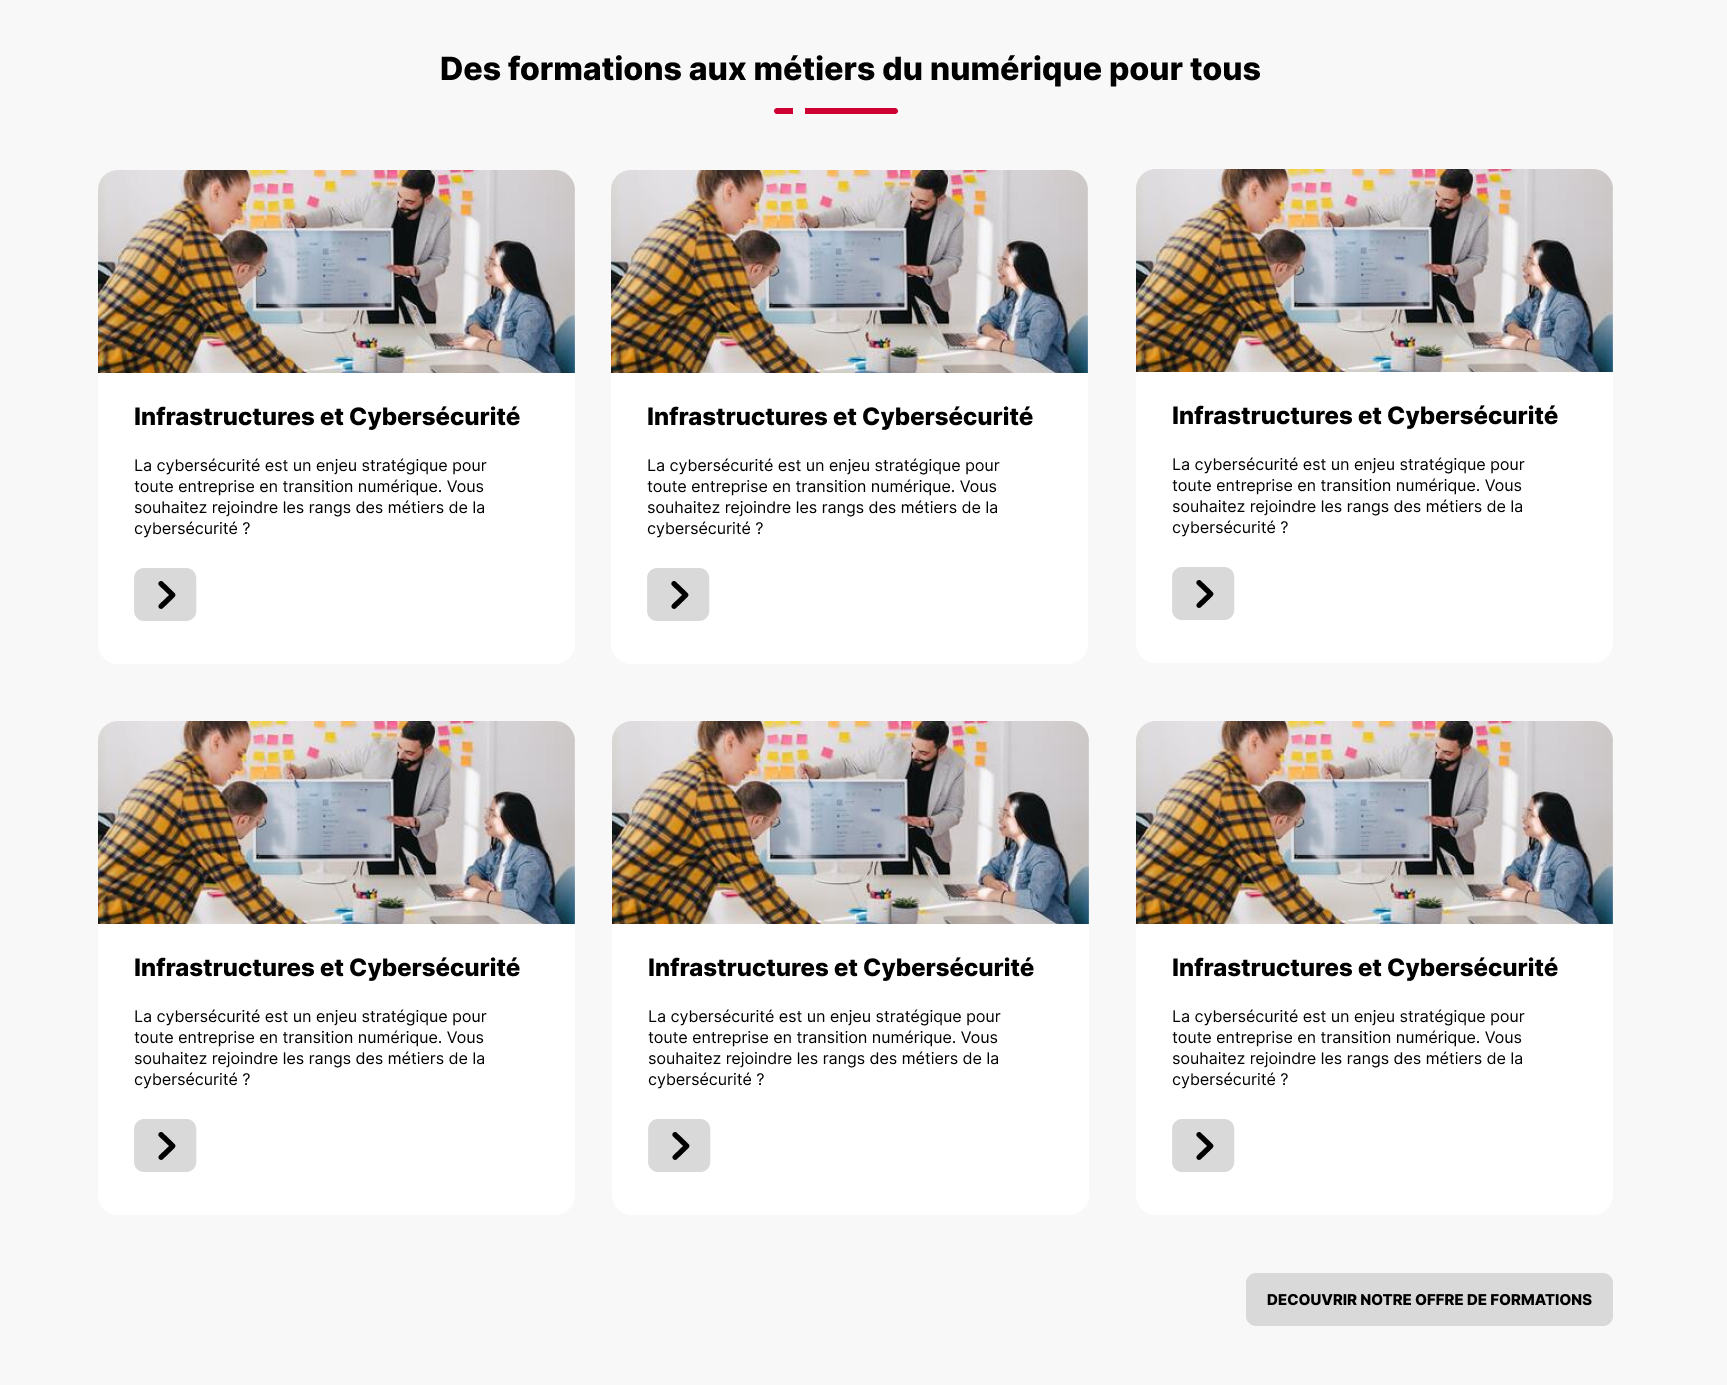 Des formations aux métiers du numérique pour tous
Infrastructures et Cybersécurité
La cybersécurité est un enjeu stratégique pour
toute entreprise en transition numérique. Vous
souhaitez rejoindre les rangs des métiers de la
cybersécurité ?
Infrastructures et Cybersécurité
La cybersécurité est un enjeu stratégique pour
toute entreprise en transition numérique. Vous
souhaitez rejoindre les rangs des métiers de la
cybersécurité ?
Infrastructures et Cybersécurité
La cybersécurité est un enjeu stratégique pour
toute entreprise en transition numérique. Vous
souhaitez rejoindre les rangs des métiers de la
cybersécurité ?
Infrastructures et Cybersécurité
La cybersécurité est un enjeu stratégique pour
toute entreprise en transition numérique. Vous
souhaitez rejoindre les rangs des métiers de la
cybersécurité ?
Infrastructures et Cybersécurité
La cybersécurité est un enjeu stratégique pour
toute entreprise en transition numérique. Vous
souhaitez rejoindre les rangs des métiers de la
cybersécurité ?
Infrastructures et Cybersécurité
La cybersécurité est un enjeu stratégique pour
toute entreprise en transition numérique. Vous
souhaitez rejoindre les rangs des métiers de la
cybersécurité ?
DECOUVRIR NOTRE OFFRE DE FORMATIONS